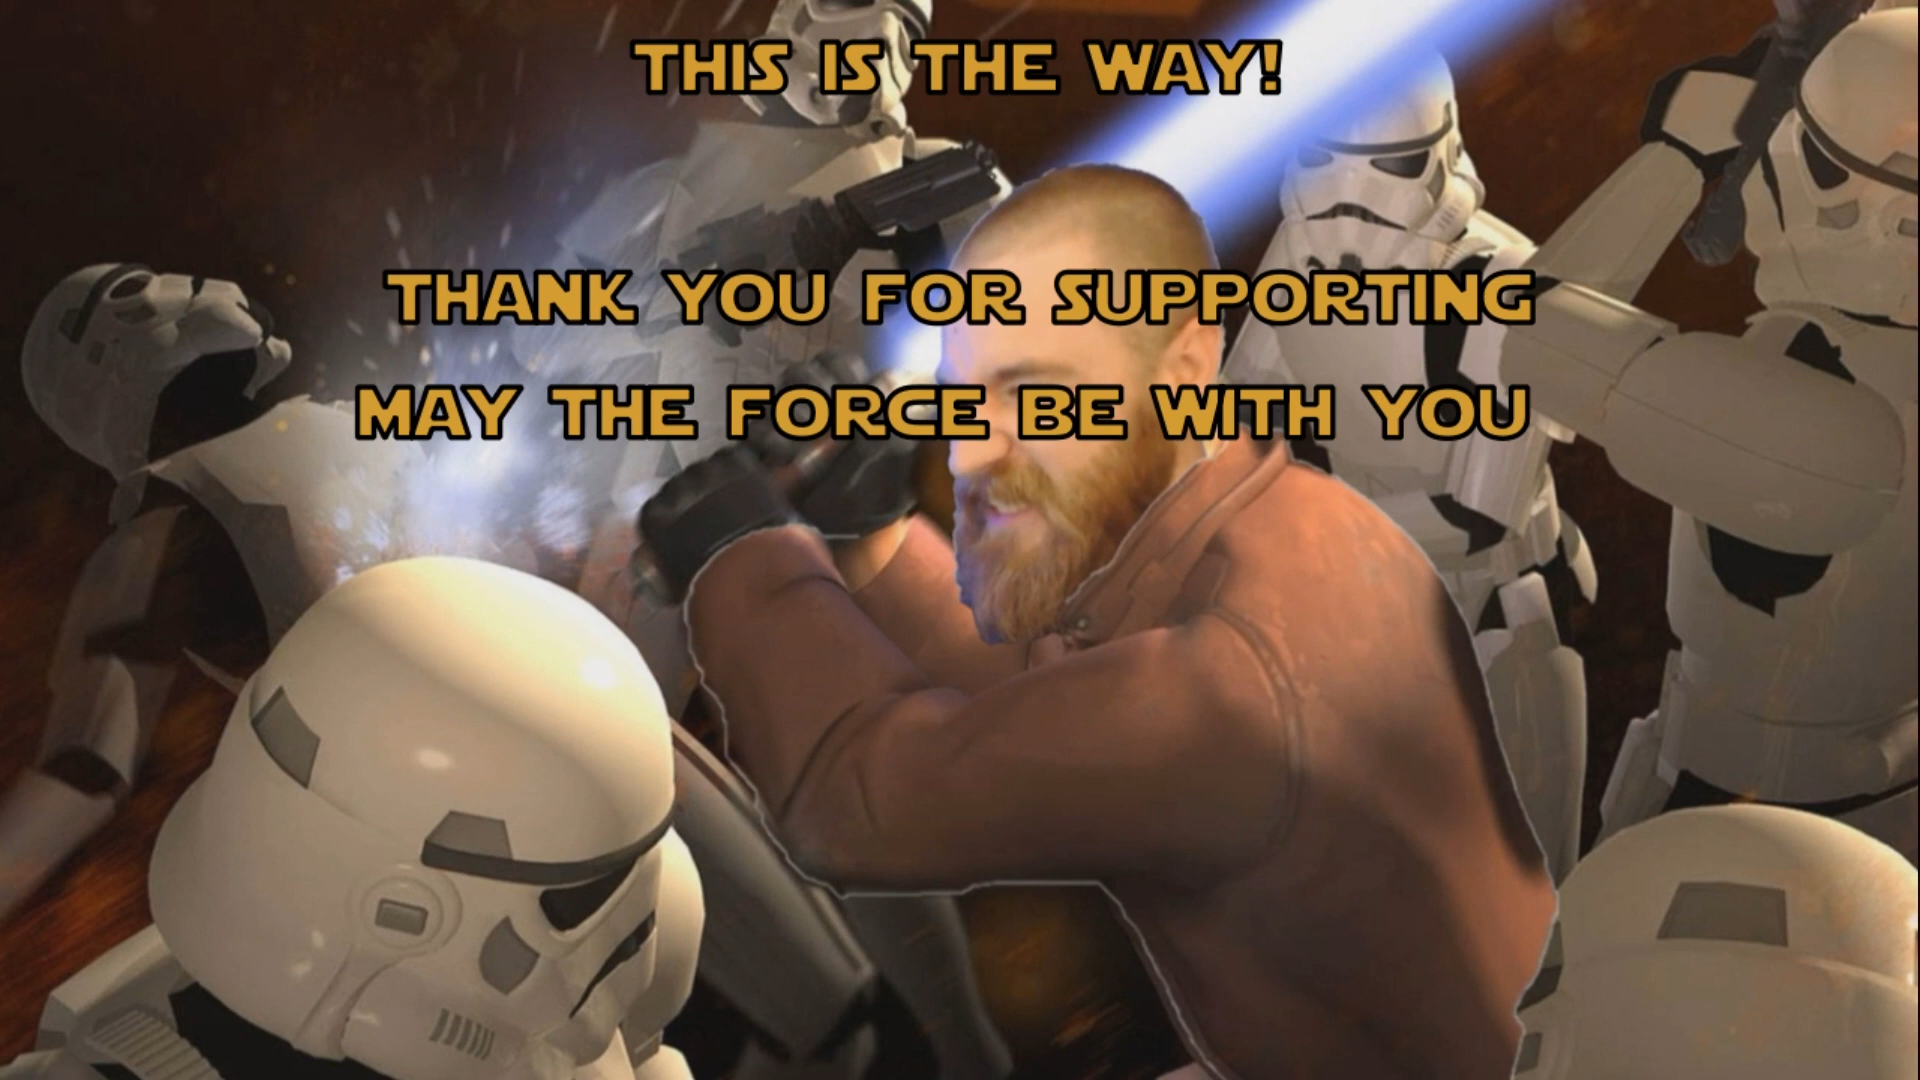 THIS IS THE WAY!
THANK YOU FOR SUPPORTING
MAY THE FORCE BE WITH YOU